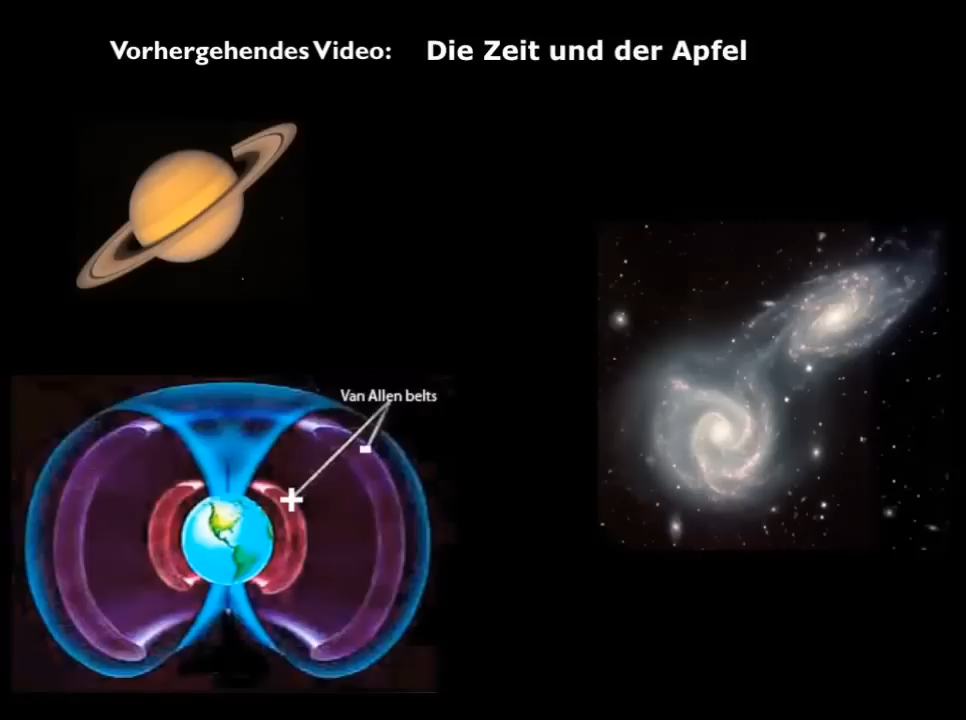 Vorhergehendes Video: Die Zeit und der Apfel
Van Allen belts
+
-